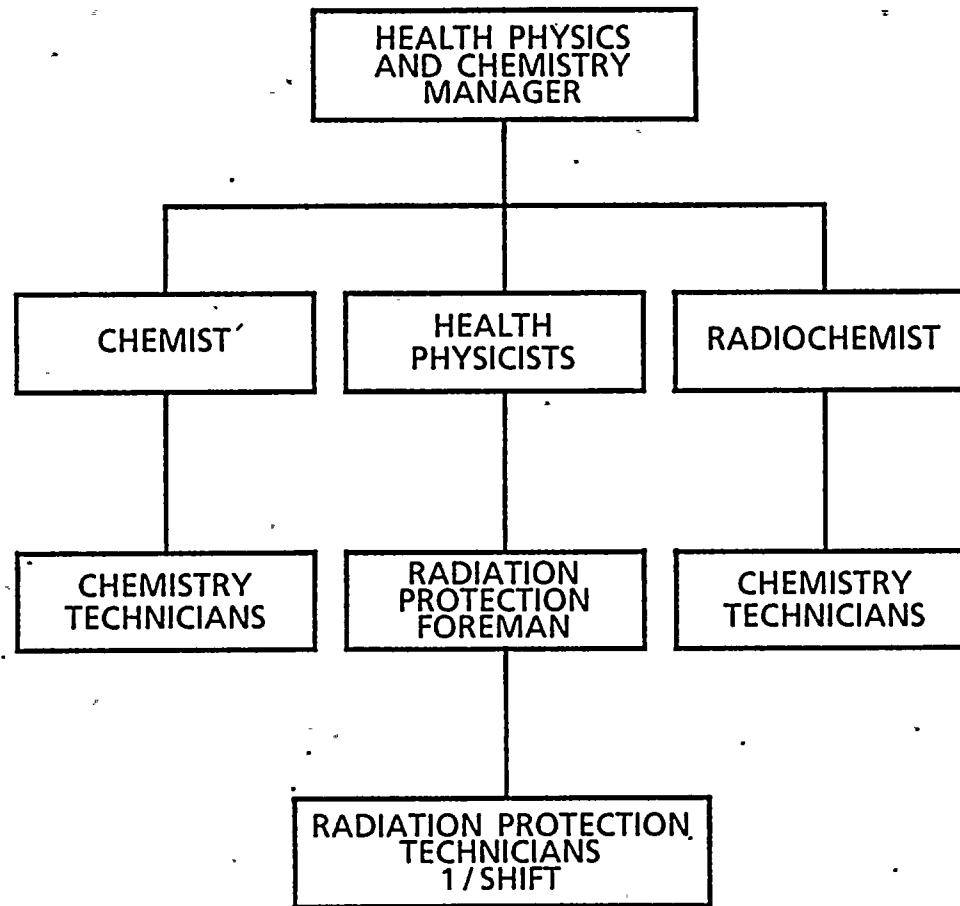 HEALTH PHYSICS
AND CHEMISTRY
MANAGER
CHEMIST
HEALTH
PHYSICISTS
RADIOCHEMIST
CHEMISTRY
TECHNICIANS
RADIATION
PROTECTION
FOREMAN
CHEMISTRY
TECHNICIANS
RADIATION PROTECTION
TECHNICIANS
1/SHIFT